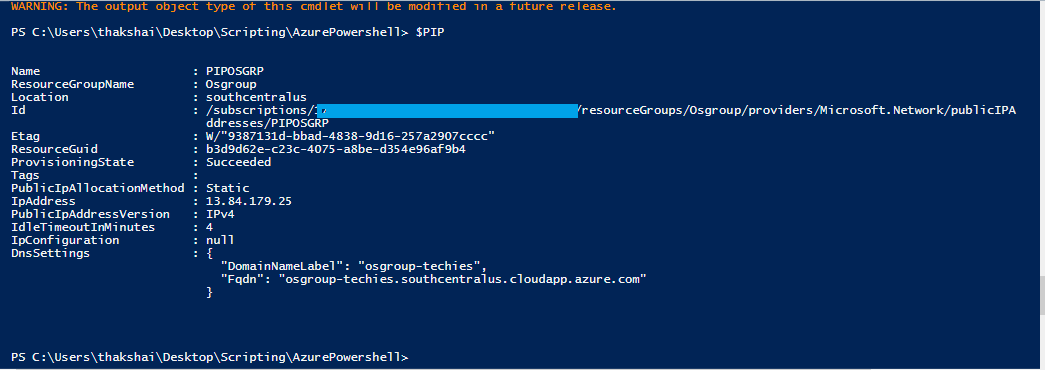 WARNING: The output object type of this cmdlet will be modified in a future release.
PS C:\Users\thakshai\Desktop\Scripting\AzurePowershell> $PIP
Name : PIPOSGRP
ResourceGroupName : Osgroup
Location : southcentralus
Id : /subscriptions/ /resourceGroups/Osgroup/providers/Microsoft.Network/publicIPA
ddresses/PIPOSGRP
Etag : W/"9387131d-bbad-4838-9d16-257a2907cccc"
ResourceGuid : b3d9d62e-c23c-4075-a8be-d354e96af9b4
ProvisioningState : Succeeded
Tags :
PublicIpAllocationMethod : Static
IpAddress : 13.84.179.25
PublicIpAddressVersion : IPv4
IdleTimeoutInMinutes : 4
IpConfiguration : null
DnsSettings : {
"DomainNameLabel": "osgroup-techies",
"Fqdn": "osgroup-techies.southcentralus.cloudapp.azure.com"
}
PS C:\Users\thakshai\Desktop\Scripting\AzurePowershell>